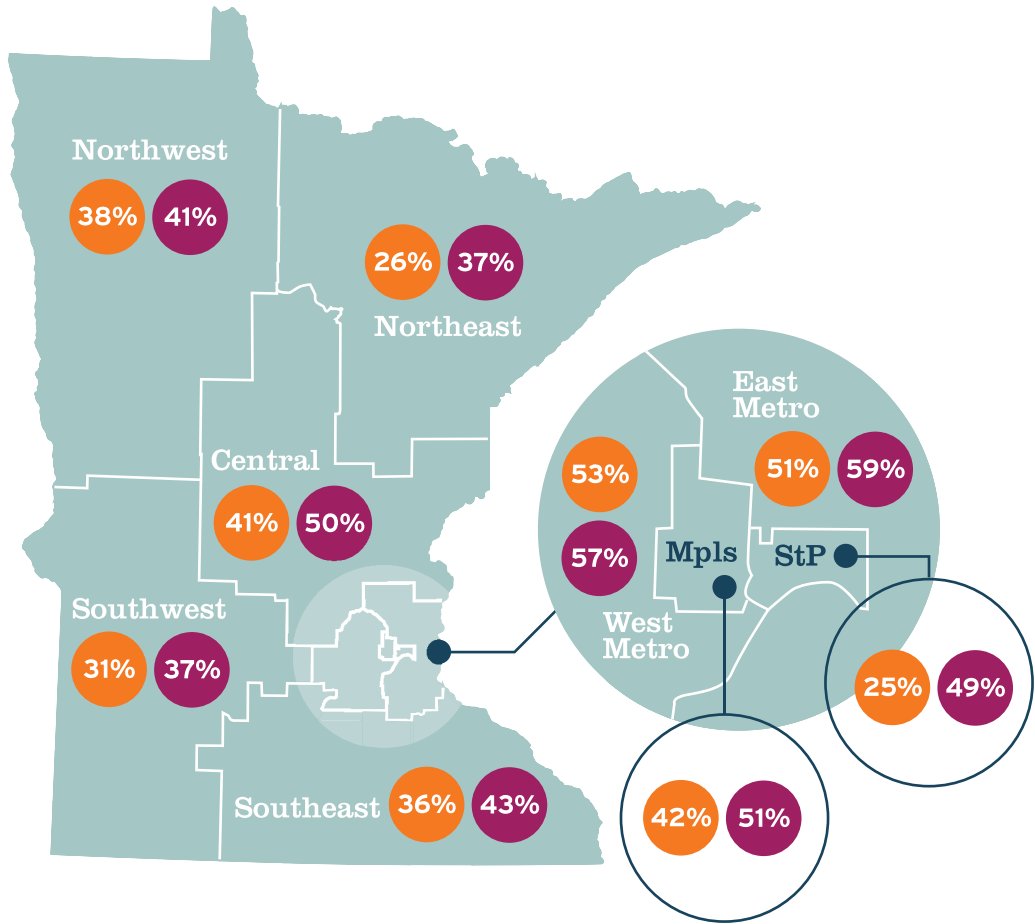 Northwest
38% 41%
26% 37%
Northeast
East
Metro
Central
53%
51% 59%
41% 50%
57%
Mpls
StP
Southwest
West
Metro
31% 37%
25% 49%
Southeast
36% 43%
42% 51%